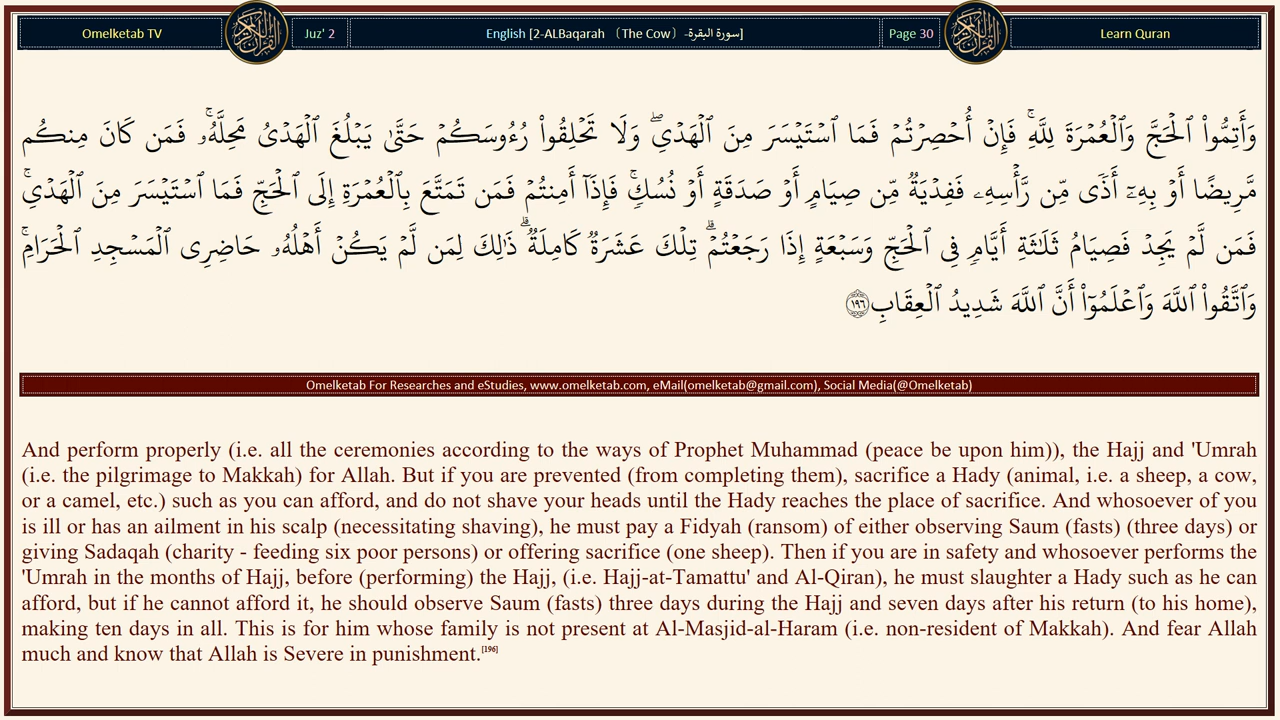 Omelketab TV
Juz' 2
English [2-ALBaqarah 〔The Cow〕 -سورة البقرة]
Page 30
Learn Quran
وَأَتِمُّوا۟ ٱلْحَجَّ وَٱلْعُمْرَةَ لِلَّهِ ۚ فَإِنْ أُحْصِرْتُمْ فَمَا ٱسْتَيْسَرَ مِنَ ٱلْهَدْىِ ۖ وَلَا تَحْلِقُوا۟ رُءُوسَكُمْ حَتَّىٰ يَبْلُغَ ٱلْهَدْىُ مَحِلَّهُۥ ۚ فَمَن كَانَ مِنكُم
مَّرِيضًا أَوْ بِهِۦٓ أَذًى مِّن رَّأْسِهِۦ فَفِدْيَةٌ مِّن صِيَامٍ أَوْ صَدَقَةٍ أَوْ نُسُكٍ ۚ فَإِذَآ أَمِنتُمْ فَمَن تَمَتَّعَ بِٱلْعُمْرَةِ إِلَى ٱلْحَجِّ فَمَا ٱسْتَيْسَرَ مِنَ ٱلْهَدْىِ ۚ
فَمَن لَّمْ يَجِدْ فَصِيَامُ ثَلَـٰثَةِ أَيَّامٍ فِى ٱلْحَجِّ وَسَبْعَةٍ إِذَا رَجَعْتُمْ ۗ تِلْكَ عَشَرَةٌ كَامِلَةٌ ۗ ذَٰلِكَ لِمَن لَّمْ يَكُنْ أَهْلُهُۥ حَاضِرِى ٱلْمَسْجِدِ ٱلْحَرَامِ ۚ
وَٱتَّقُوا۟ ٱللَّهَ وَٱعْلَمُوٓا۟ أَنَّ ٱللَّهَ شَدِيدُ ٱلْعِقَابِ ١٩٦
Omelketab For Researches and eStudies, www.omelketab.com, eMail(omelketab@gmail.com), Social Media(@Omelketab)
And perform properly (i.e. all the ceremonies according to the ways of Prophet Muhammad (peace be upon him)), the Hajj and 'Umrah
(i.e. the pilgrimage to Makkah) for Allah. But if you are prevented (from completing them), sacrifice a Hady (animal, i.e. a sheep, a cow,
or a camel, etc.) such as you can afford, and do not shave your heads until the Hady reaches the place of sacrifice. And whosoever of you
is ill or has an ailment in his scalp (necessitating shaving), he must pay a Fidyah (ransom) of either observing Saum (fasts) (three days) or
giving Sadaqah (charity - feeding six poor persons) or offering sacrifice (one sheep). Then if you are in safety and whosoever performs the
'Umrah in the months of Hajj, before (performing) the Hajj, (i.e. Hajj-at-Tamattu' and Al-Qiran), he must slaughter a Hady such as he can
afford, but if he cannot afford it, he should observe Saum (fasts) three days during the Hajj and seven days after his return (to his home),
making ten days in all. This is for him whose family is not present at Al-Masjid-al-Haram (i.e. non-resident of Makkah). And fear Allah
much and know that Allah is Severe in punishment.[196]